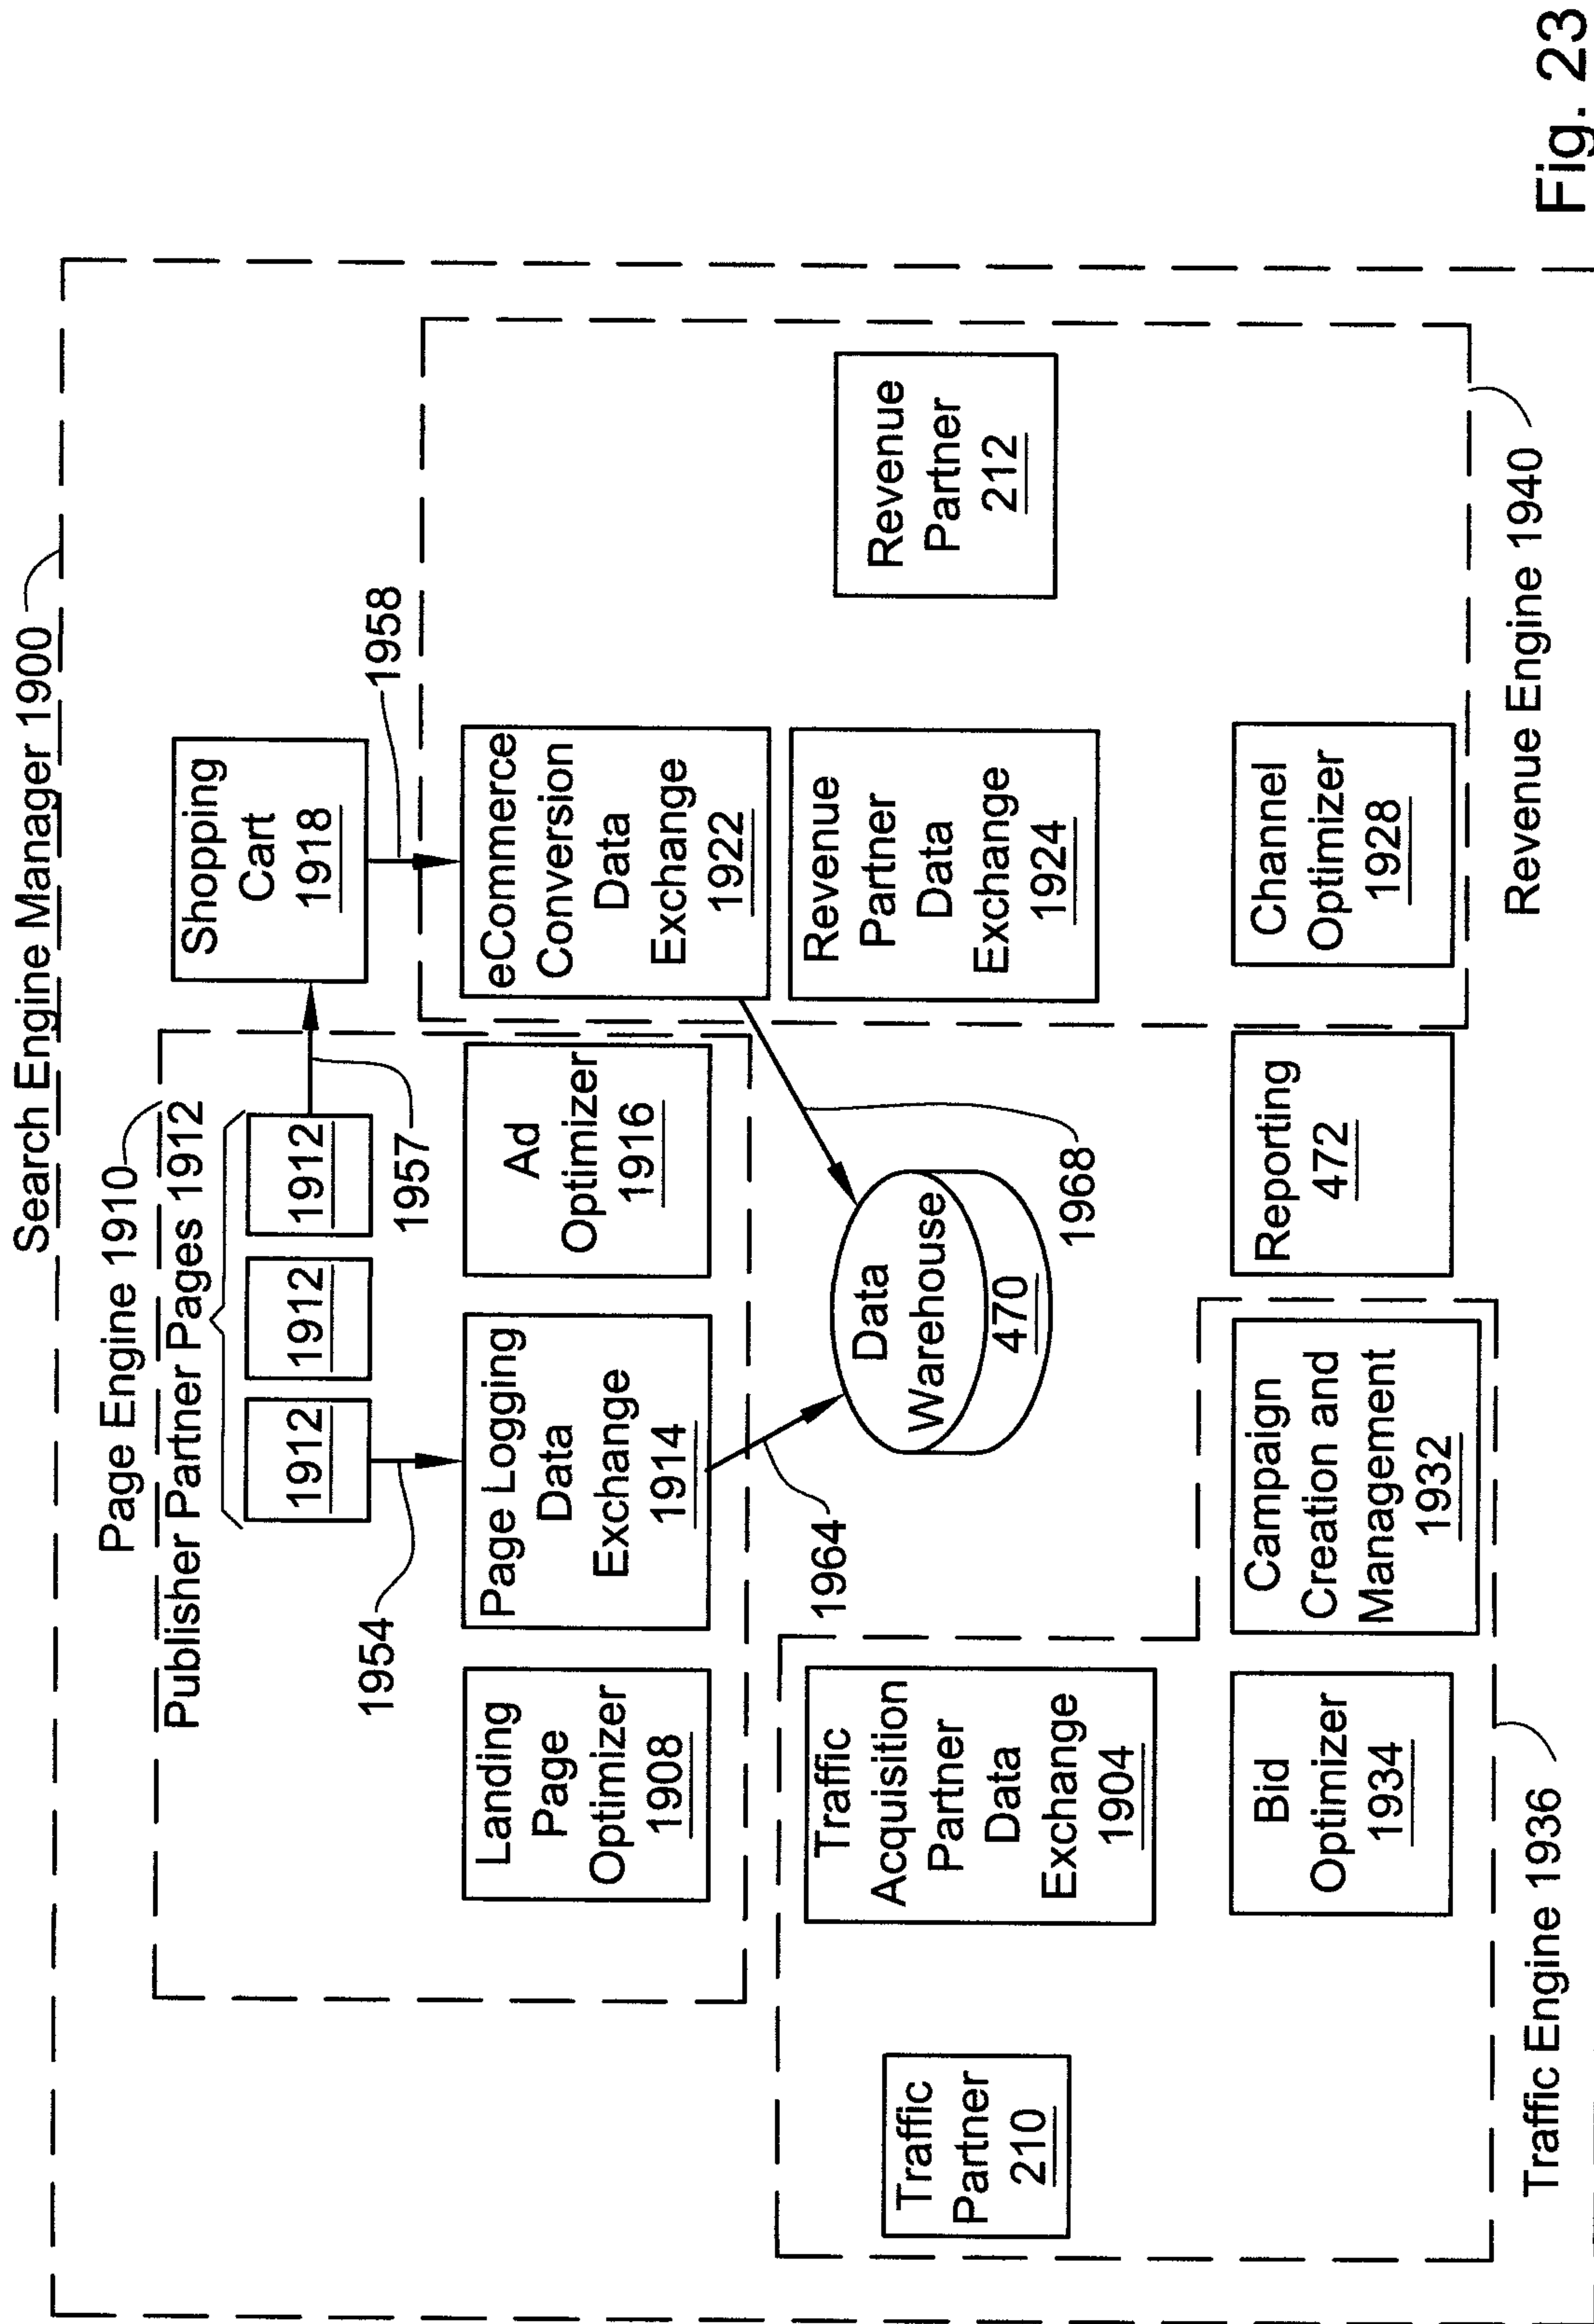 Search Engine Manager 1900
Page Engine 1910
Publisher Partner Pages 1912
1912
1912
1912
1954
1957
Shopping
Cart
1918
1958
Landing
Page
Optimizer
1908
Page Logging
Data
Exchange
1914
Ad
Optimizer
1916
eCommerce
Conversion
Data
Exchange
1922
1964
1968
Traffic
Partner
210
Traffic
Acquisition
Partner
Data
Exchange
1904
Data
Warehouse
470
Revenue
Partner
Data
Exchange
1924
Revenue
Partner
212
Bid
Optimizer
1934
Campaign
Creation and
Management
1932
Reporting
472
Channel
Optimizer
1928
Traffic Engine 1936
Revenue Engine 1940
Fig. 23